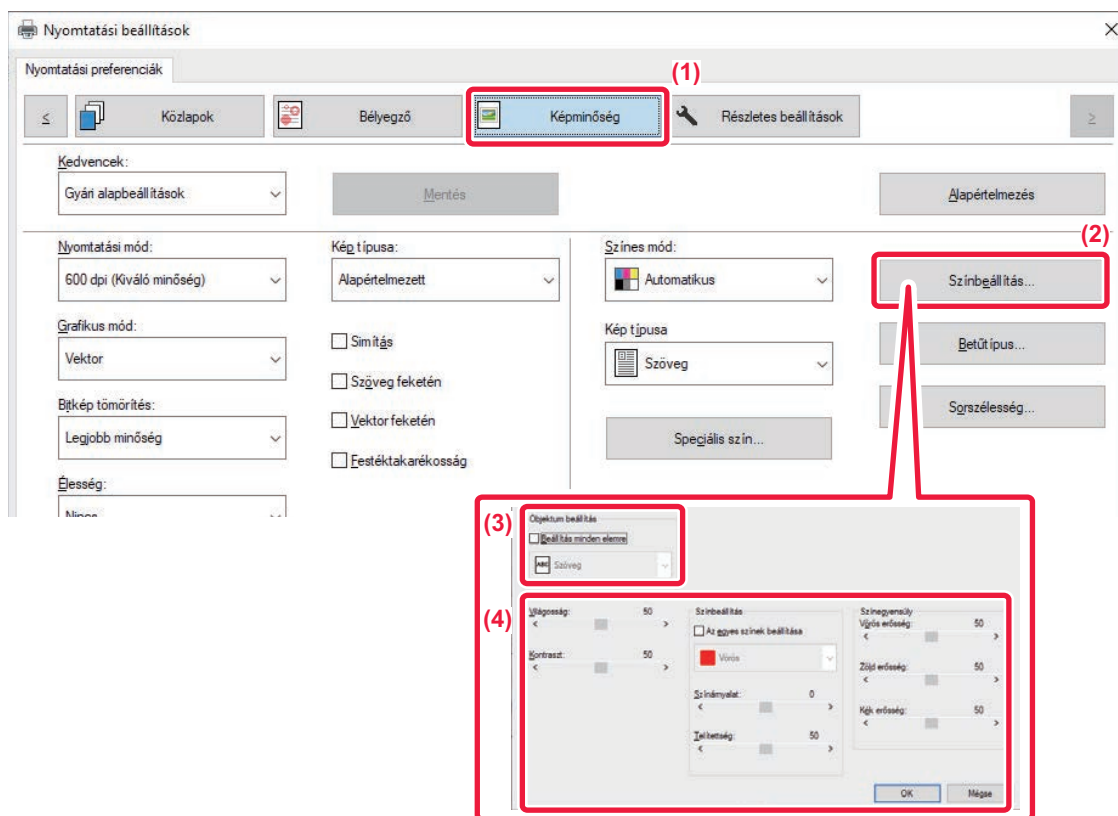 Nyomtatási beállítások
Nyomtatási preferenciák
(1)
< Közlapok Bélyegző Képminőség Részletes beállítások >
Kedvencek:
Gyári alapbeállítások Mentés Alapértelmezés
(2)
Nyomtatási mód: Kép típusa: Színes mód:
600 dpi (Kiváló minőség) Alapértelmezett Automatikus Színbeállítás...
Grafikus mód: Kép típusa
Vektor Simítás Szöveg Betűtípus...
Szöveg feketén
Bitkép tömörítés: Vektor feketén Sorszélesség...
Legjobb minőség Speciális szín...
Festéktakarékosság
Élesség:
(3)
Objektum beállítás
Beállítás minden elemre
ABC Szöveg
(4)
Világosság: 50 Színbeállítás Színegyensúly
< > Az egyes színek beállítása Vörös erősség: 50
< >
Kontraszt: 50 Vörös Zöld erősség: 50
< > < >
Színárnyalat: 0 Kék erősség: 50
< > < >
Telítettség: 50
< >
OK Mégse